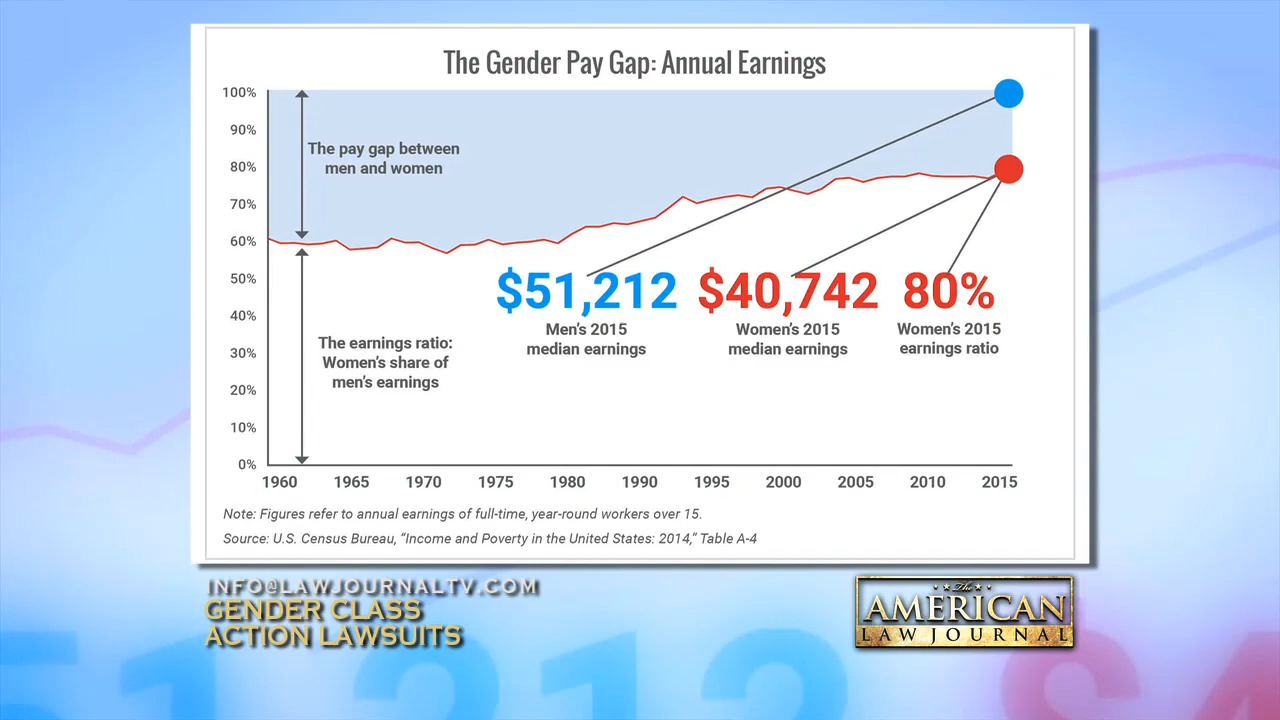 The Gender Pay Gap: Annual Earnings
100%
90%
80%
70%
60%
50%
40%
30%
20%
10%
0%
The pay gap between
men and women
The earnings ratio:
Women's share of
men's earnings
$51,212
Men's 2015
median earnings
$40,742
Women's 2015
median earnings
80%
Women's 2015
earnings ratio
1960 1965 1970 1975 1980 1990 1995 2000 2005 2010 2015
Note: Figures refer to annual earnings of full-time, year-round workers over 15.
Source: U.S. Census Bureau, “Income and Poverty in the United States: 2014,” Table A-4
INFO@LAWJOURNALTV.COM
GENDER CLASS
ACTION LAWSUITS
The
AMERICAN
LAW JOURNAL
51,212 $4